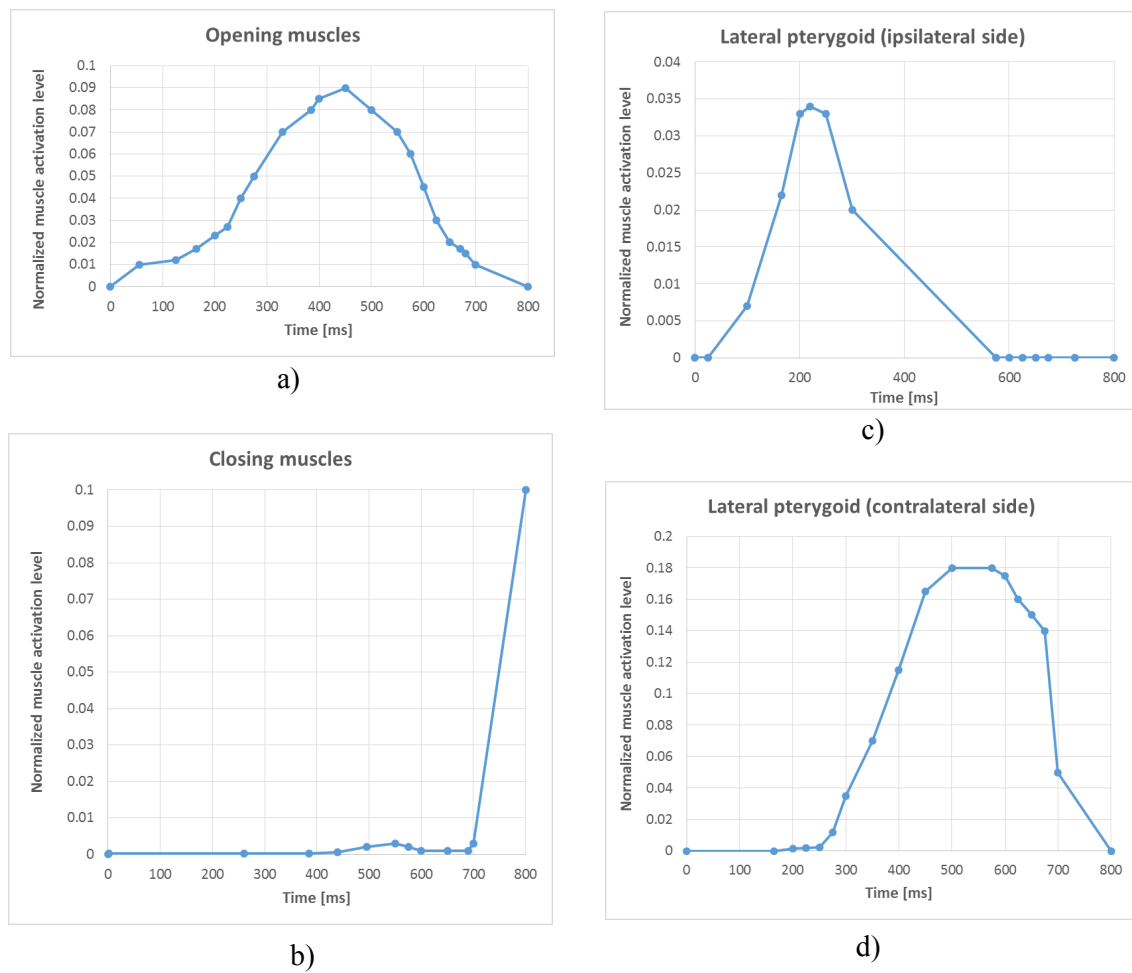 Opening muscles
Normalized muscle activation level
0.1
0.09
0.08
0.07
0.06
0.05
0.04
0.03
0.02
0.01
0
0 100 200 300 400 500 600 700 800
Time [ms]
a)
Closing muscles
Normalized muscle activation level
0.1
0.09
0.08
0.07
0.06
0.05
0.04
0.03
0.02
0.01
0
0 100 200 300 400 500 600 700 800
Time [ms]
b)
Lateral pterygoid (ipsilateral side)
Normalized muscle activation level
0.04
0.035
0.03
0.025
0.02
0.015
0.01
0.005
0
0 200 400 600 800
Time [ms]
c)
Lateral pterygoid (contralateral side)
Normalized muscle activation level
0.2
0.18
0.16
0.14
0.12
0.1
0.08
0.06
0.04
0.02
0
0 100 200 300 400 500 600 700 800
Time [ms]
d)